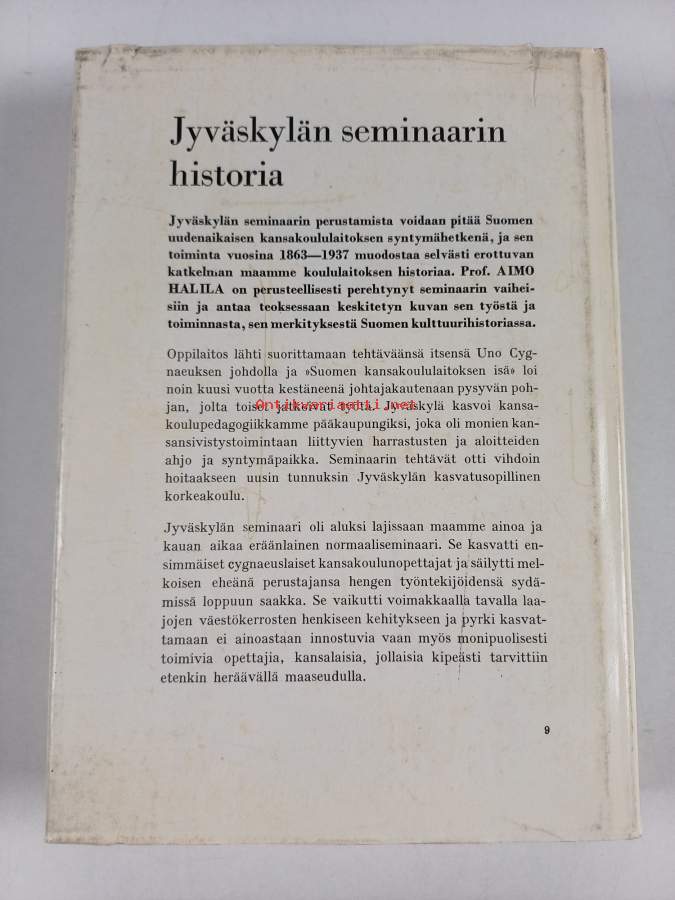 Jyväskylän seminaarin
historia
Jyväskylän seminaarin perustamista voidaan pitää Suomen
uudenaikaisen kansakoululaitoksen syntymähetkenä, ja sen
toiminta vuosina 1863—1937 muodostaa selvästi erottuvan
katkelman maamme koululaitoksen historiaa. Prof. AIMO
HALILA on perusteellisesti perehtynyt seminaarin vaihei-
siin ja antaa teoksessaan keskitetyn kuvan sen työstä ja
toiminnasta, sen merkityksestä Suomen kulttuurihistoriassa.
Oppilaitos lähti suorittamaan tehtäväänsä itsensä Uno Cyg-
naeuksen johdolla ja »Suomen kansakoululaitoksen isä» loi
noin kuusi vuotta kestäneenä johtajakautenaan pysyvän poh-
jan, jolta toiset jatkoivat työtä. Jyväskylä kasvoi kansa-
Antikvariaatti.net
koulupedagogiikkamme pääkaupungiksi, joka oli monien kan-
sansivistystoimintaan liittyvien harrastusten ja aloitteiden
ahjo ja syntymäpaikka. Seminaarin tehtävät otti vihdoin
hoitaakseen uusin tunnuksin Jyväskylän kasvatusopillinen
korkeakoulu.
Jyväskylän seminaari oli aluksi lajissaan maamme ainoa ja
kauan aikaa eräänlainen normaaliseminaari. Se kasvatti en-
simmäiset cygnaeuslaiset kansakoulunopettajat ja säilytti mel-
koisen eheänä perustajansa hengen työntekijöidensä sydä-
missä loppuun saakka. Se vaikutti voimakkaalla tavalla laa-
jojen väestökerrosten henkiseen kehitykseen ja pyrki kasvat-
tamaan ei ainoastaan innostuvia vaan myös monipuolisesti
toimivia opettajia, kansalaisia, jollaisia kipeästi tarvittiin
etenkin heräävällä maaseudulla.
9